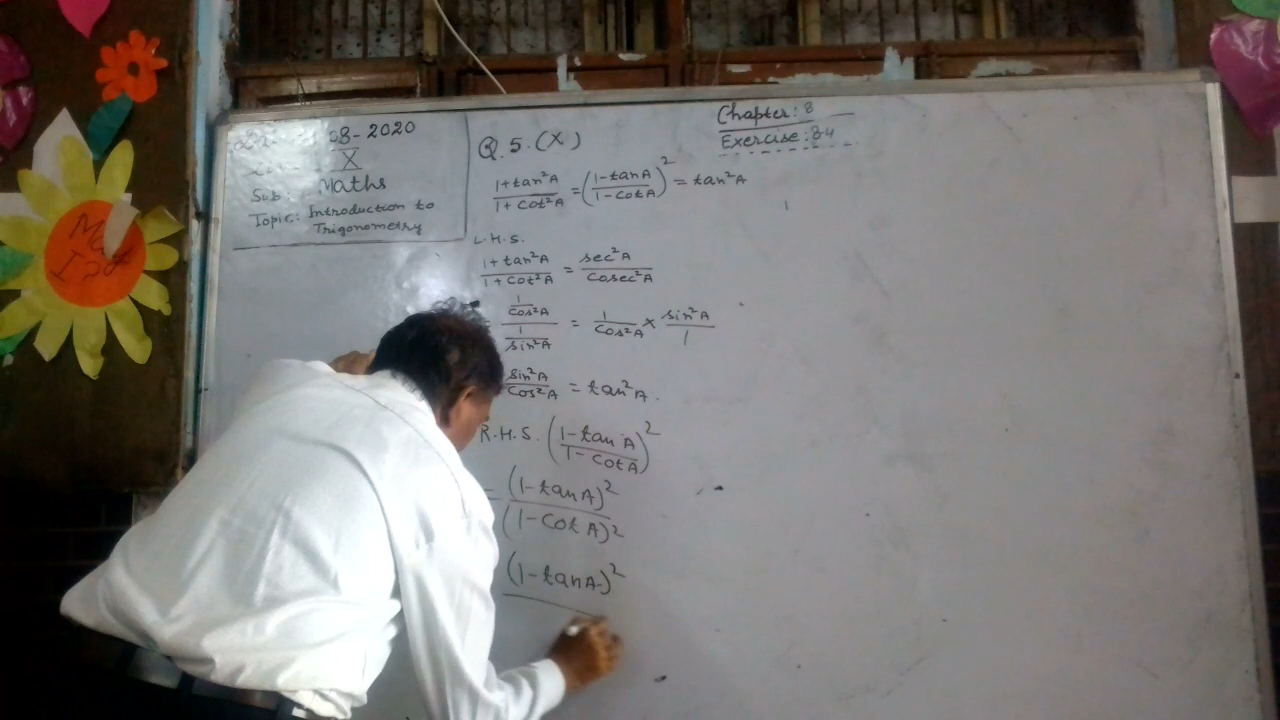 08-2020
X
Sub: Maths
Topic: Introduction to
Trigonometry
Chapter: 8
Exercise: 8.4
Q.5.(X)
(1+tan²A)/(1+cot²A) = ((1-tanA)/(1-cotA))² = tan²A
L.H.S.
(1+tan²A)/(1+cot²A) = sec²A/cosec²A
(1/cos²A)/(1/sin²A) = 1/cos²A × sin²A/1
sin²A/cos²A = tan²A.
R.H.S. ((1-tanA)/(1-cotA))²
= (1-tanA)²/(1-cotA)²
(1-tanA)²